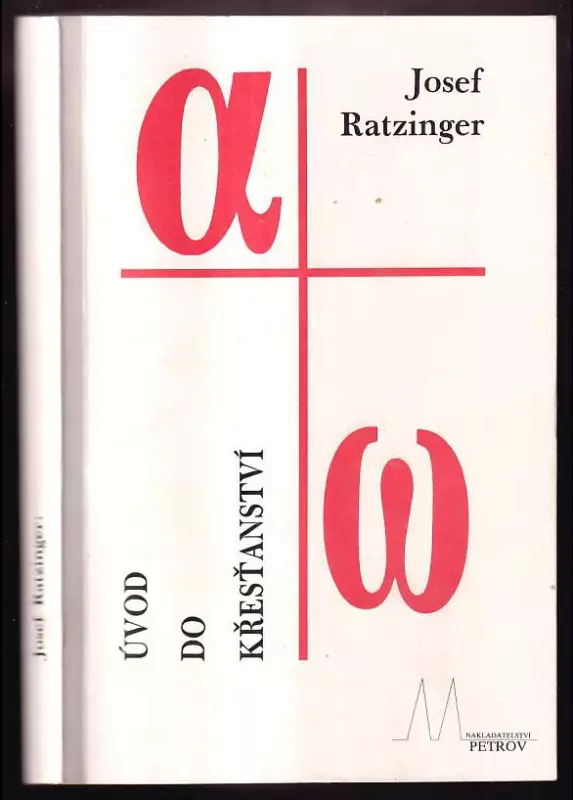 Josef
Ratzinger
α
ω
ÚVOD
DO
KŘESŤANSTVÍ
NAKLADATELSTVÍ
PETROV
Josef Ratzinger: